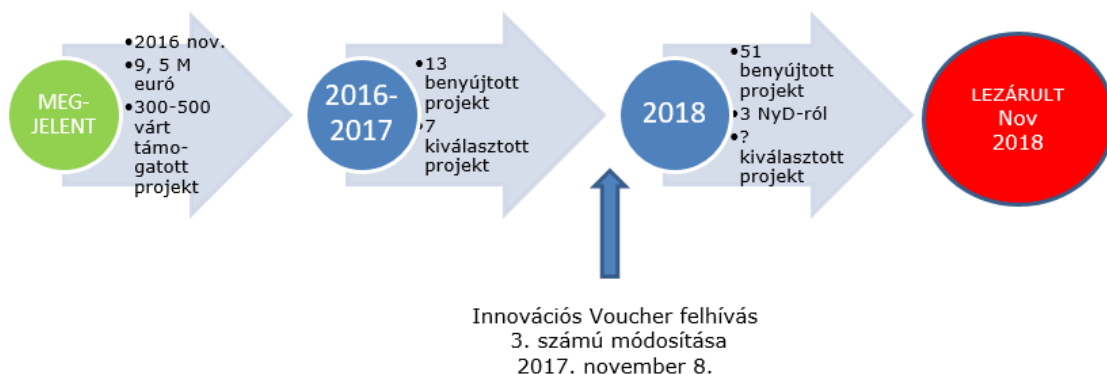 MEG-
JELENT
•2016 nov.
•9, 5 M
euró
•300-500
várt
támo-
gatott
projekt
2016-
2017
•13
benyújtott
projekt
•7
kiválasztott
projekt
2018
•51
benyújtott
projekt
•3 NyD-ról
•?
kiválasztott
projekt
LEZÁRULT
Nov
2018
Innovációs Voucher felhívás
3. számú módosítása
2017. november 8.